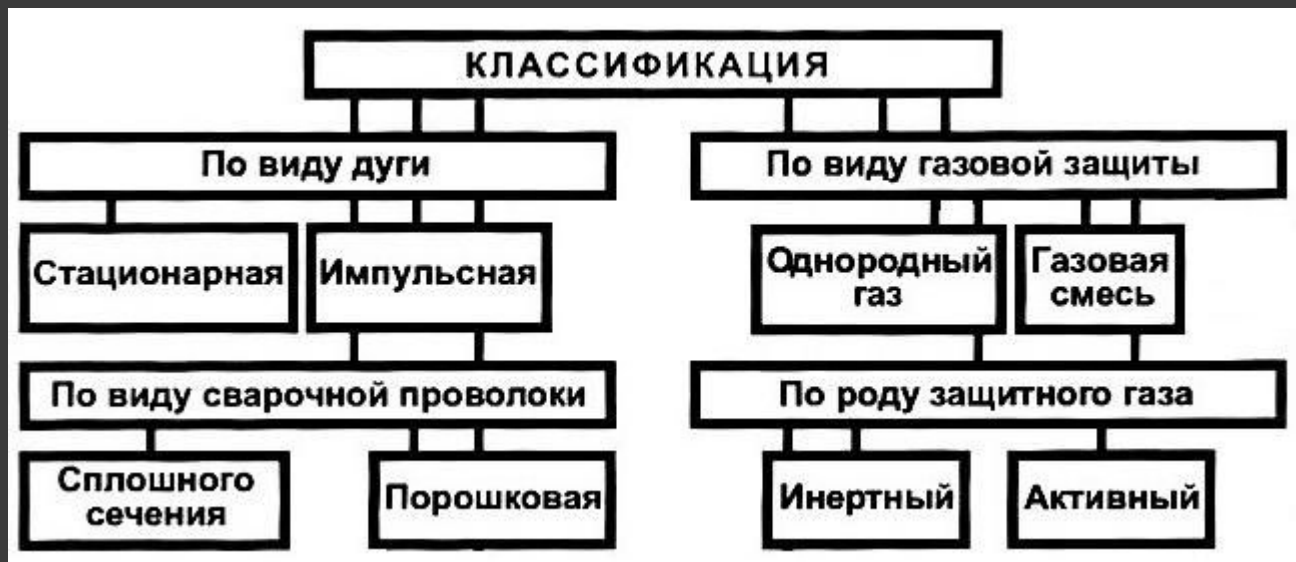 КЛАССИФИКАЦИЯ
По виду дуги
По виду газовой защиты
Стационарная
Импульсная
Однородный
газ
Газовая
смесь
По виду сварочной проволоки
По роду защитного газа
Сплошного
сечения
Порошковая
Инертный
Активный